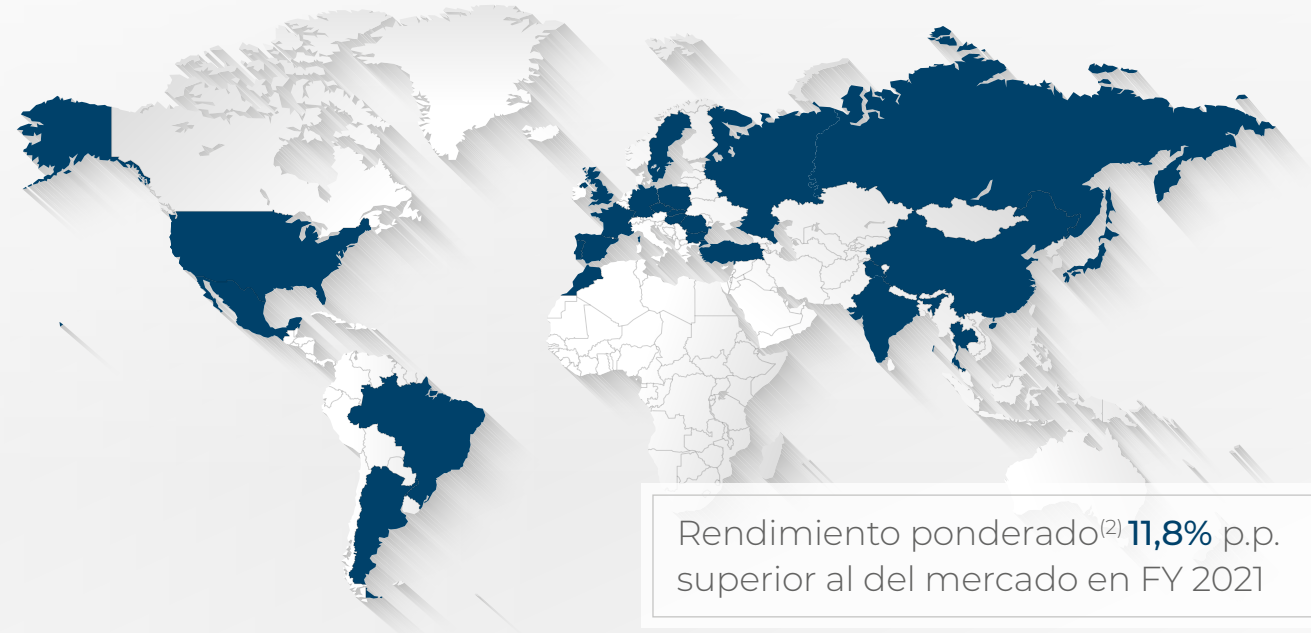 Rendimiento ponderado(2) 11,8% p.p.
superior al del mercado en FY 2021